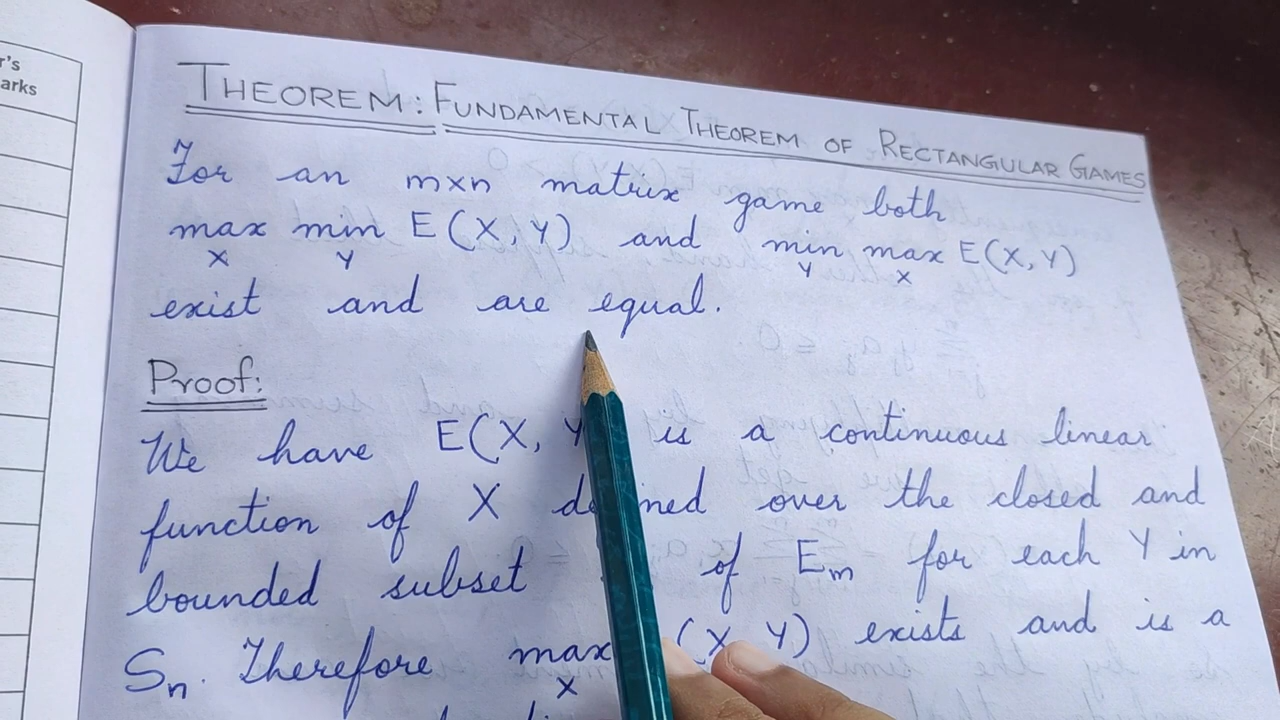 r's
arks
THEOREM: FUNDAMENTAL THEOREM OF RECTANGULAR GAMES
For an m×n matrix game both
max min E(X,Y) and min max E(X,Y)
X Y Y X
exist and are equal.
Proof:
We have E(X, Y is a continuous linear
function of X over the closed and
bounded subset of Em for each Y in
Sn. Therefore max (X, Y) exists and is a
X